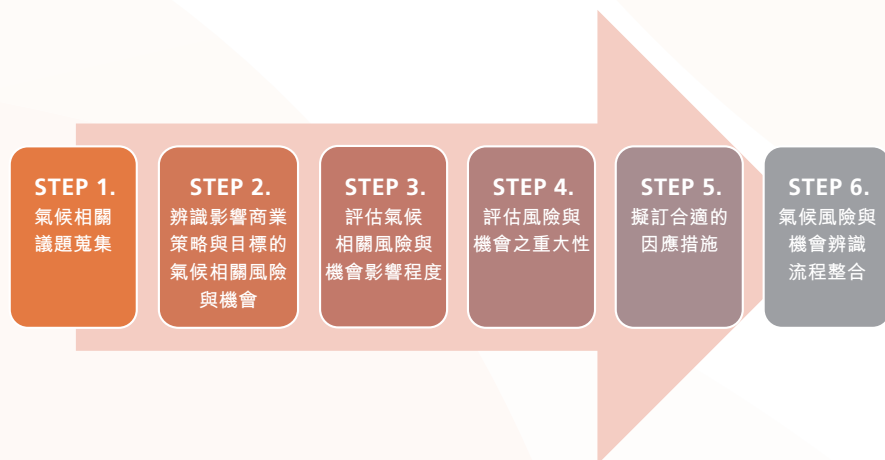 STEP 1.
氣候相關
議題蒐集
STEP 2.
辨識影響商業
策略與目標的
氣候相關風險
與機會
STEP 3.
評估氣候
相關風險與
機會影響程度
STEP 4.
評估風險與
機會之重大性
STEP 5.
擬訂合適的
因應措施
STEP 6.
氣候風險與
機會辨識
流程整合